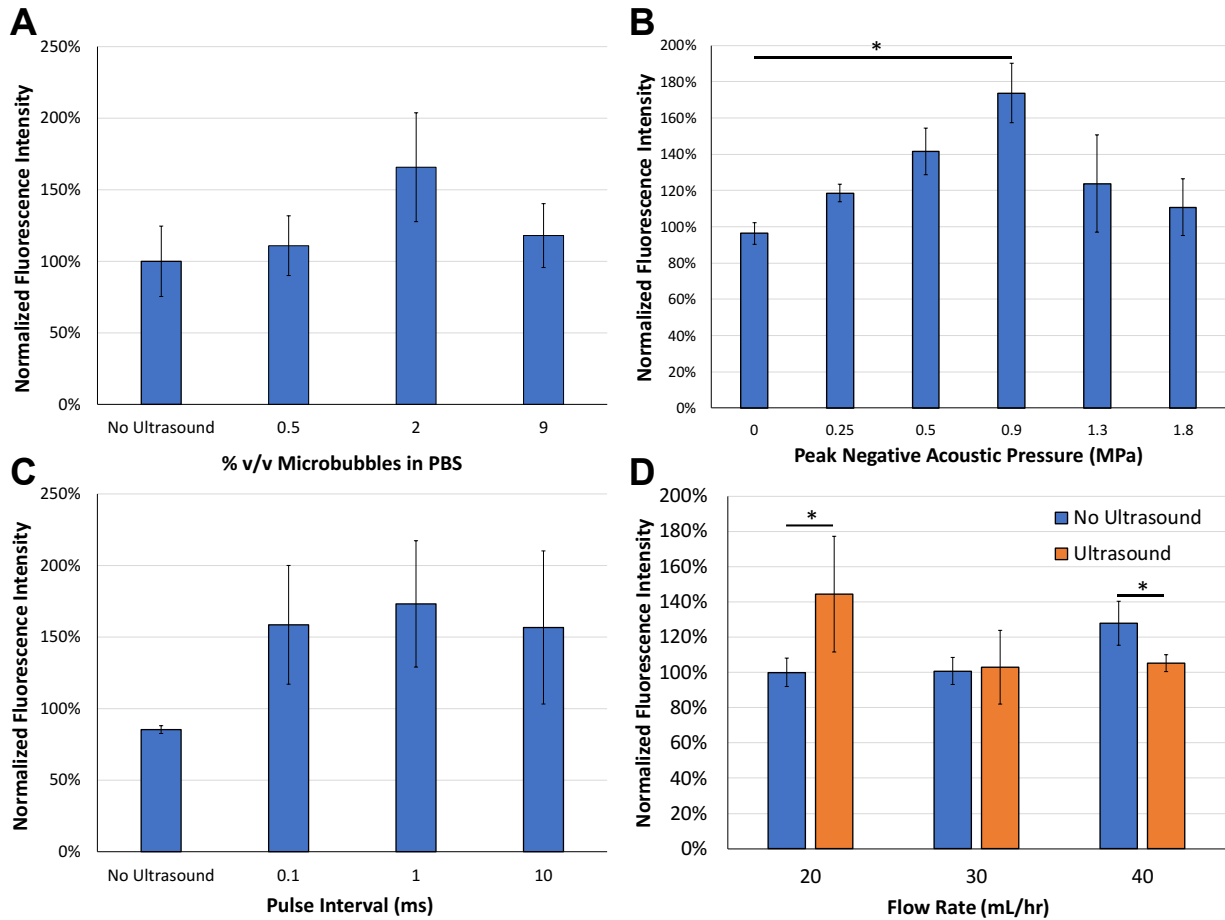 A
Normalized Fluorescence Intensity
250%
200%
150%
100%
50%
0%
No Ultrasound 0.5 2 9
% v/v Microbubbles in PBS
B
Normalized Fluorescence Intensity
200%
180%
160%
140%
120%
100%
80%
60%
40%
20%
0%
*
0 0.25 0.5 0.9 1.3 1.8
Peak Negative Acoustic Pressure (MPa)
C
Normalized Fluorescence Intensity
250%
200%
150%
100%
50%
0%
No Ultrasound 0.1 1 10
Pulse Interval (ms)
D
Normalized Fluorescence Intensity
200%
180%
160%
140%
120%
100%
80%
60%
40%
20%
0%
No Ultrasound
Ultrasound
*
*
20 30 40
Flow Rate (mL/hr)